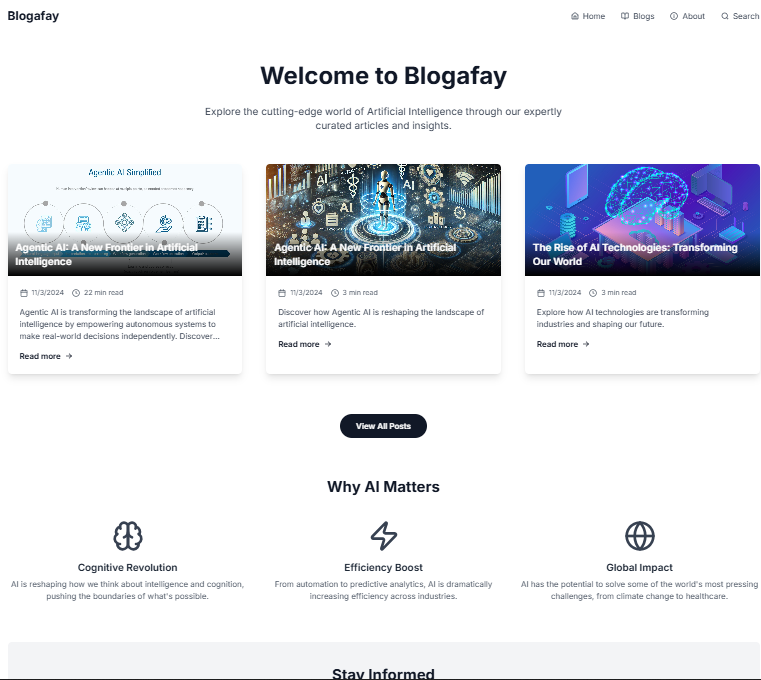 Blogafay
Home Blogs About Search
Welcome to Blogafay
Explore the cutting-edge world of Artificial Intelligence through our expertly
curated articles and insights.
Agentic AI Simplified
Agentic AI: A New Frontier in Artificial
Intelligence
11/3/2024 22 min read
Agentic AI is transforming the landscape of artificial
intelligence by empowering autonomous systems to
make real-world decisions independently. Discover...
Read more
AI
AI
Agentic AI: A New Frontier in Artificial
Intelligence
11/3/2024 3 min read
Discover how Agentic AI is reshaping the landscape of
artificial intelligence.
Read more
The Rise of AI Technologies: Transforming
Our World
11/3/2024 3 min read
Explore how AI technologies are transforming
industries and shaping our future.
Read more
View All Posts
Why AI Matters
Cognitive Revolution
AI is reshaping how we think about intelligence and cognition,
pushing the boundaries of what's possible.
Efficiency Boost
From automation to predictive analytics, AI is dramatically
increasing efficiency across industries.
Global Impact
AI has the potential to solve some of the world's most pressing
challenges, from climate change to healthcare.
Stay Informed